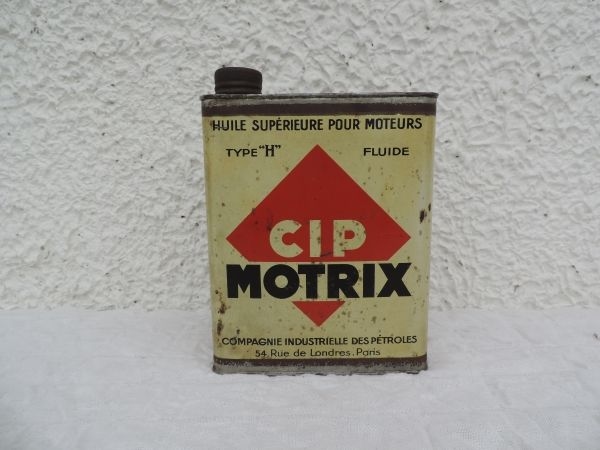 HUILE SUPÉRIEURE POUR MOTEURS
TYPE "H" FLUIDE
CIP
MOTRIX
COMPAGNIE INDUSTRIELLE DES PÉTROLES
54, Rue de Londres. Paris